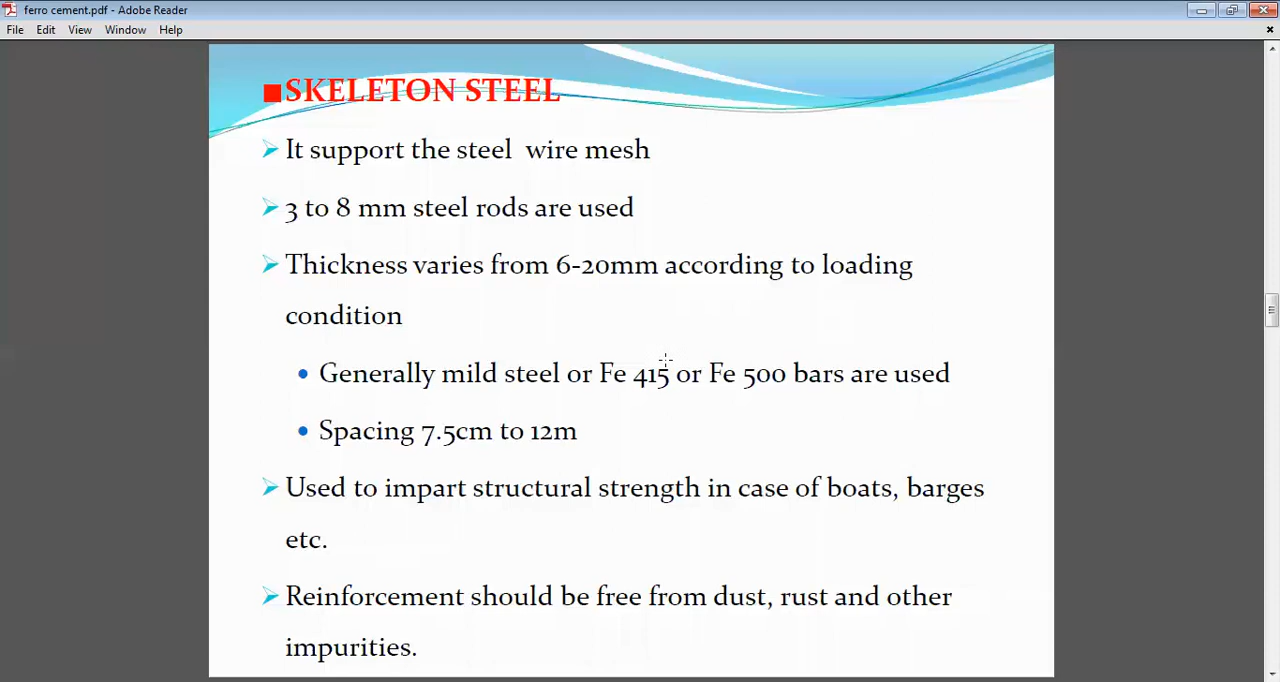 ferro cement.pdf - Adobe Reader
File Edit View Window Help
SKELETON STEEL
It support the steel wire mesh
3 to 8 mm steel rods are used
Thickness varies from 6-20mm according to loading
condition
Generally mild steel or Fe 415 or Fe 500 bars are used
Spacing 7.5cm to 12m
Used to impart structural strength in case of boats, barges
etc.
Reinforcement should be free from dust, rust and other
impurities.